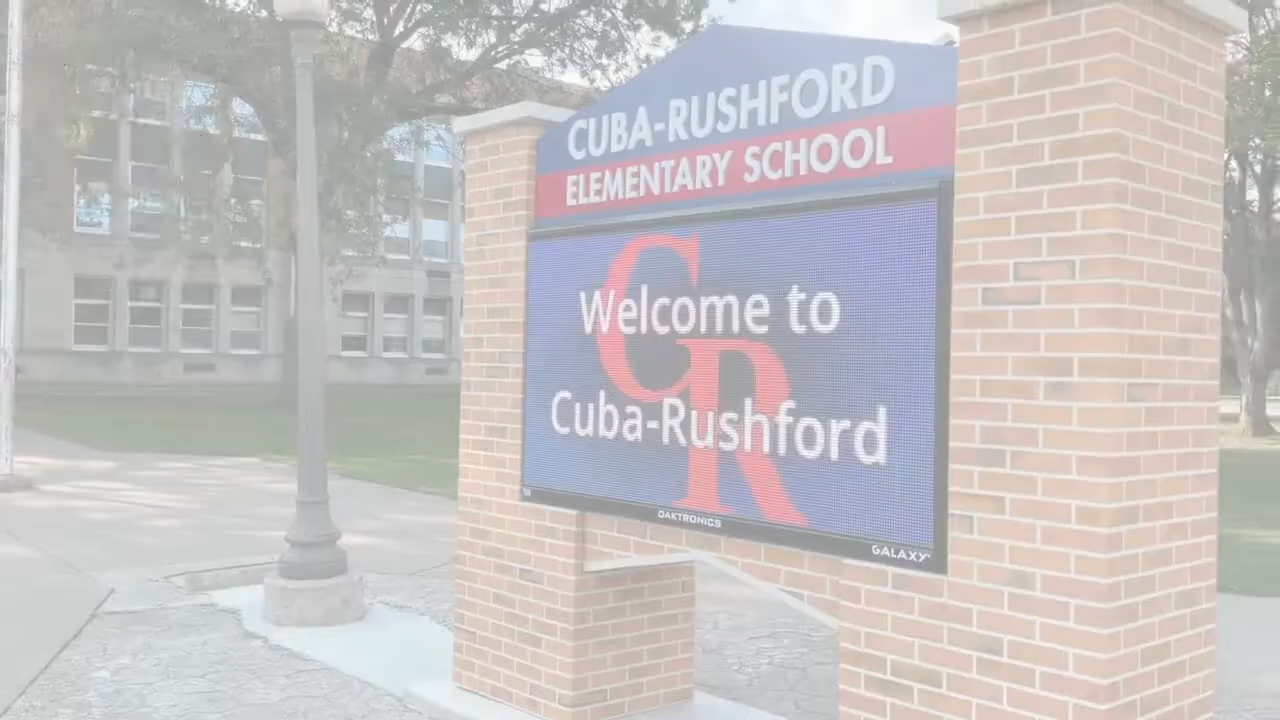 CUBA-RUSHFORD
ELEMENTARY SCHOOL
CR
Welcome to
Cuba-Rushford
DAKTRONICS
GALAXY